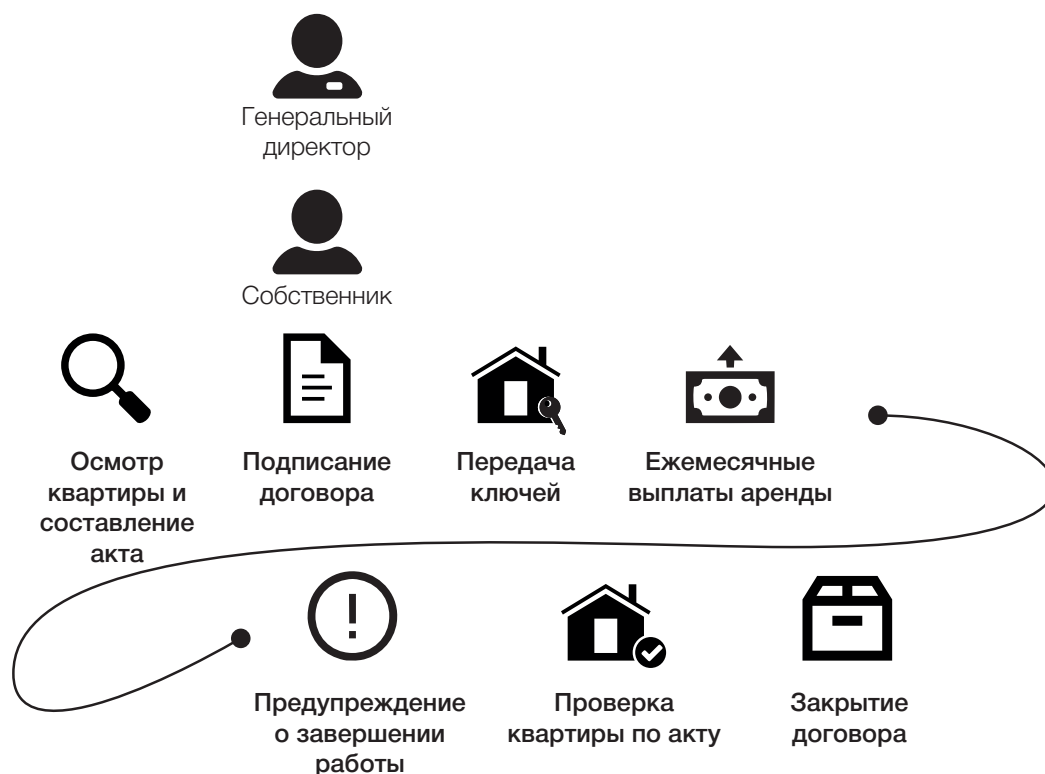 Генеральный
директор
Собственник
Осмотр
квартиры и
составление
акта
Подписание
договора
Передача
ключей
Ежемесячные
выплаты аренды
Предупреждение
о завершении
работы
Проверка
квартиры по акту
Закрытие
договора